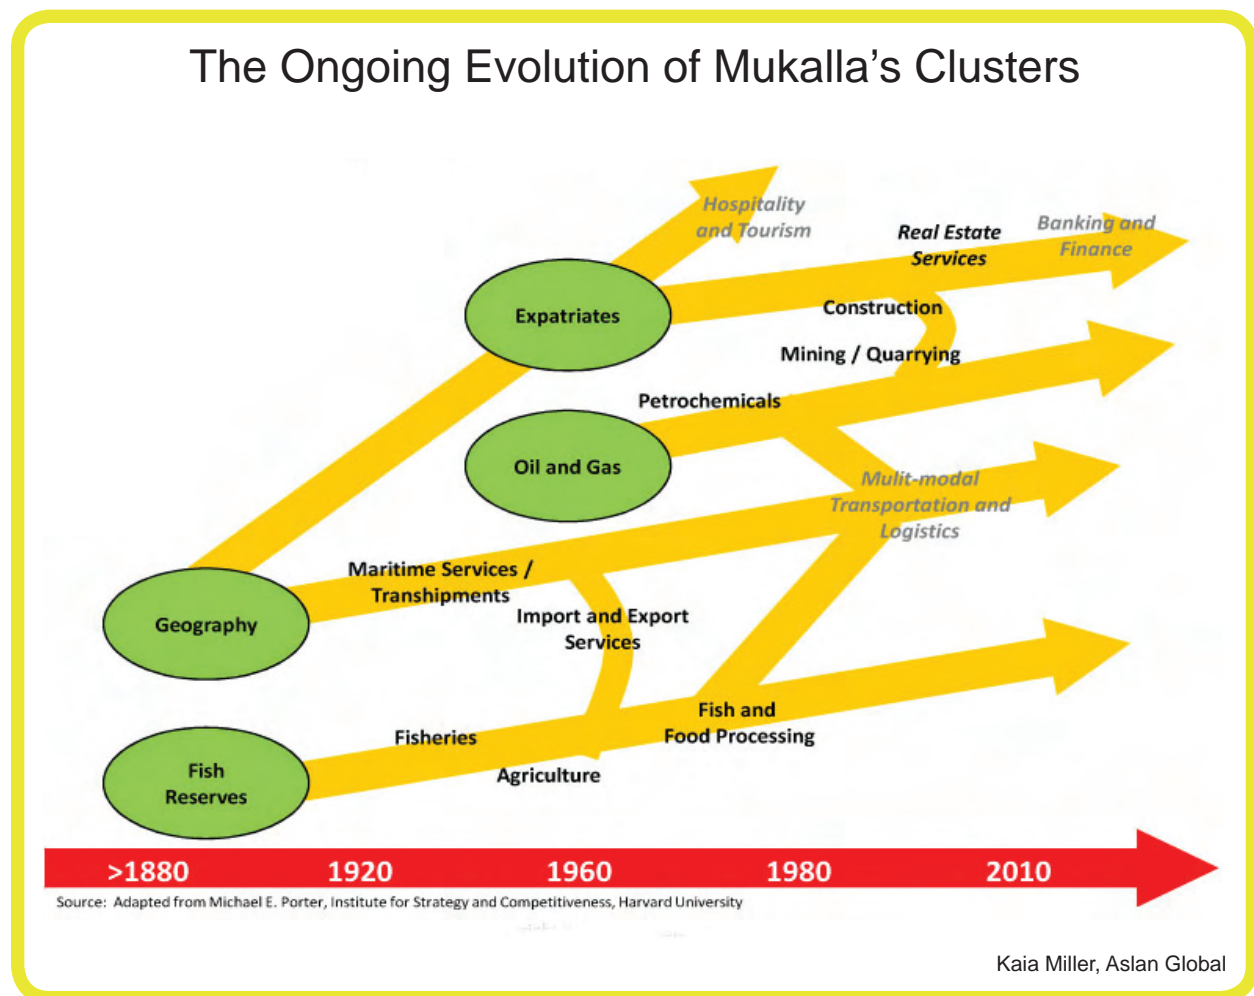 The Ongoing Evolution of Mukalla's Clusters
Hospitality
and Tourism
Real Estate
Services
Banking and
Finance
Expatriates
Construction
Mining / Quarrying
Petrochemicals
Oil and Gas
Mulit-modal
Transportation and
Logistics
Maritime Services /
Transhipments
Geography
Import and Export
Services
Fisheries
Fish and
Food Processing
Agriculture
Fish
Reserves
>1880 1920 1960 1980 2010
Source: Adapted from Michael E. Porter, Institute for Strategy and Competitiveness, Harvard University
Kaia Miller, Aslan Global